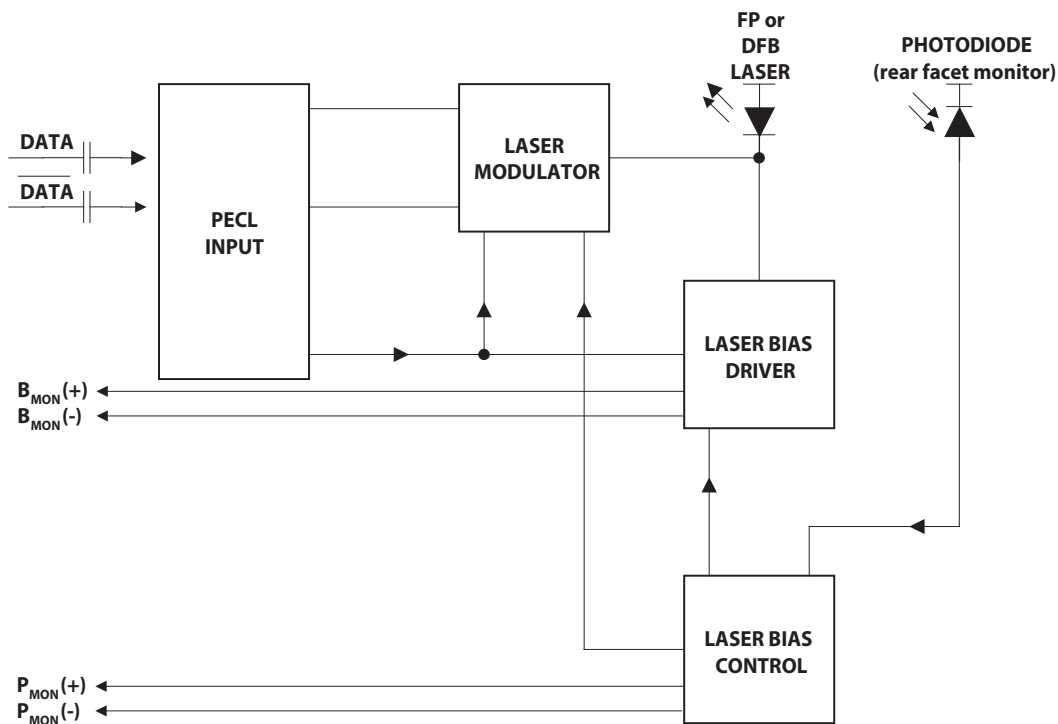 FP or
DFB
LASER
PHOTODIODE
(rear facet monitor)
DATA
DATA
PECL
INPUT
LASER
MODULATOR
LASER BIAS
DRIVER
BMON(+)
BMON(-)
LASER BIAS
CONTROL
PMON(+)
PMON(-)